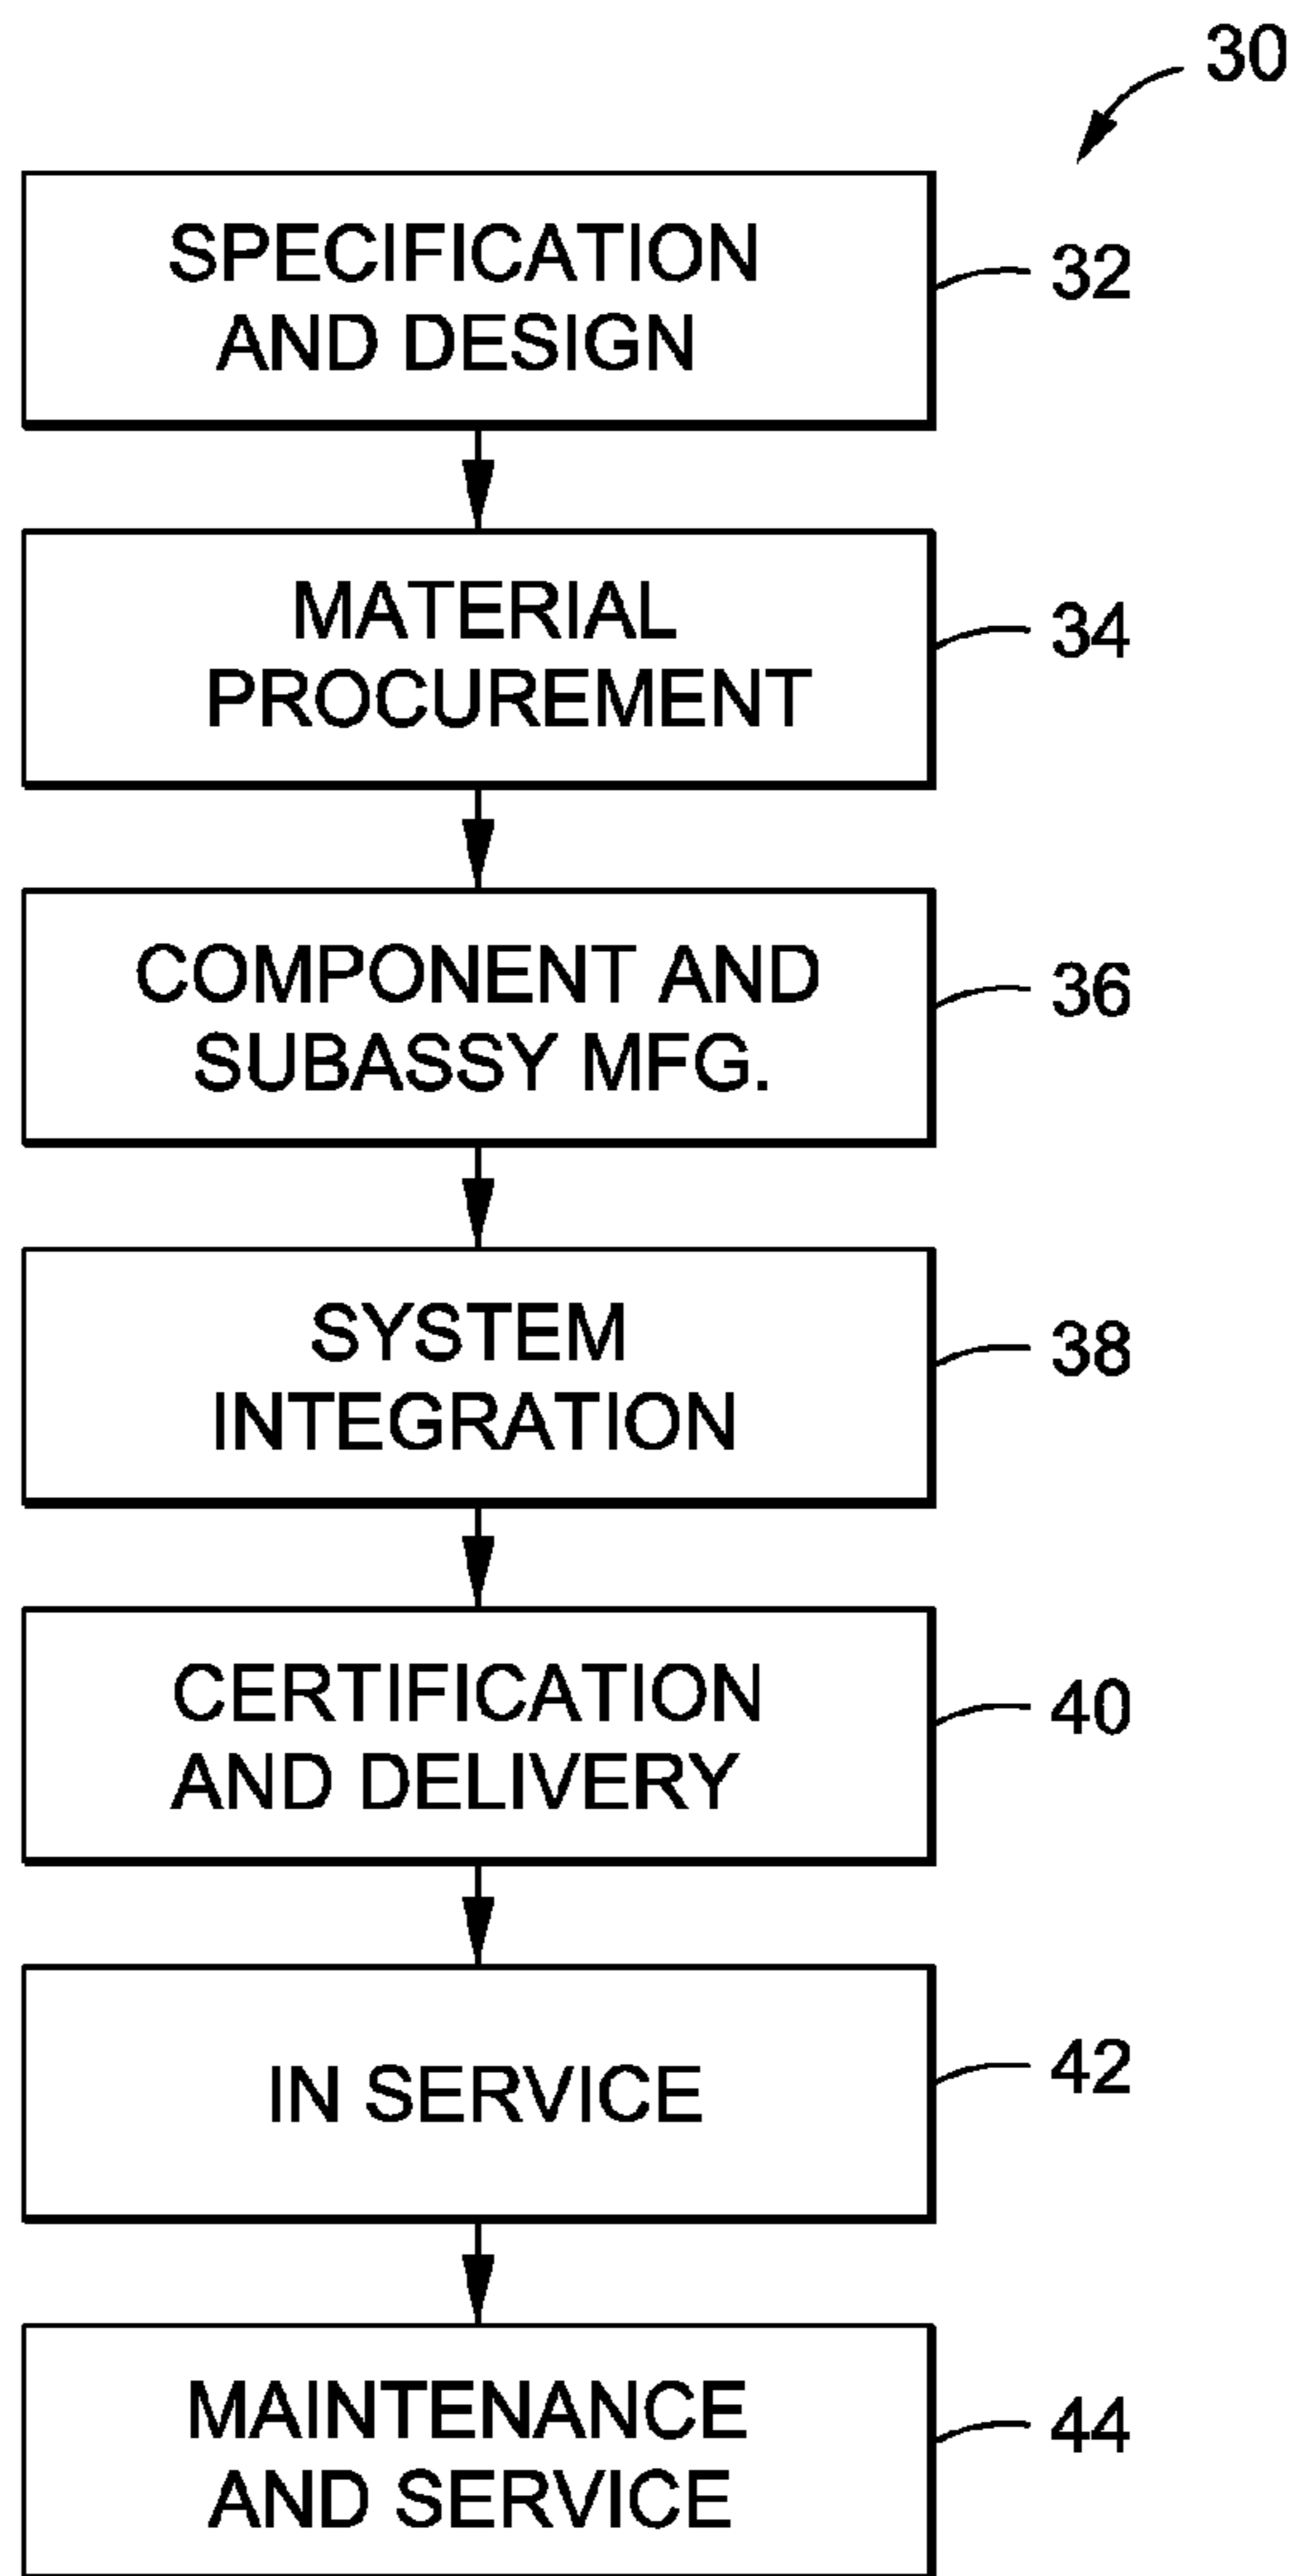 30
SPECIFICATION
AND DESIGN
32
MATERIAL
PROCUREMENT
34
COMPONENT AND
SUBASSY MFG.
36
SYSTEM
INTEGRATION
38
CERTIFICATION
AND DELIVERY
40
IN SERVICE
42
MAINTENANCE
AND SERVICE
44